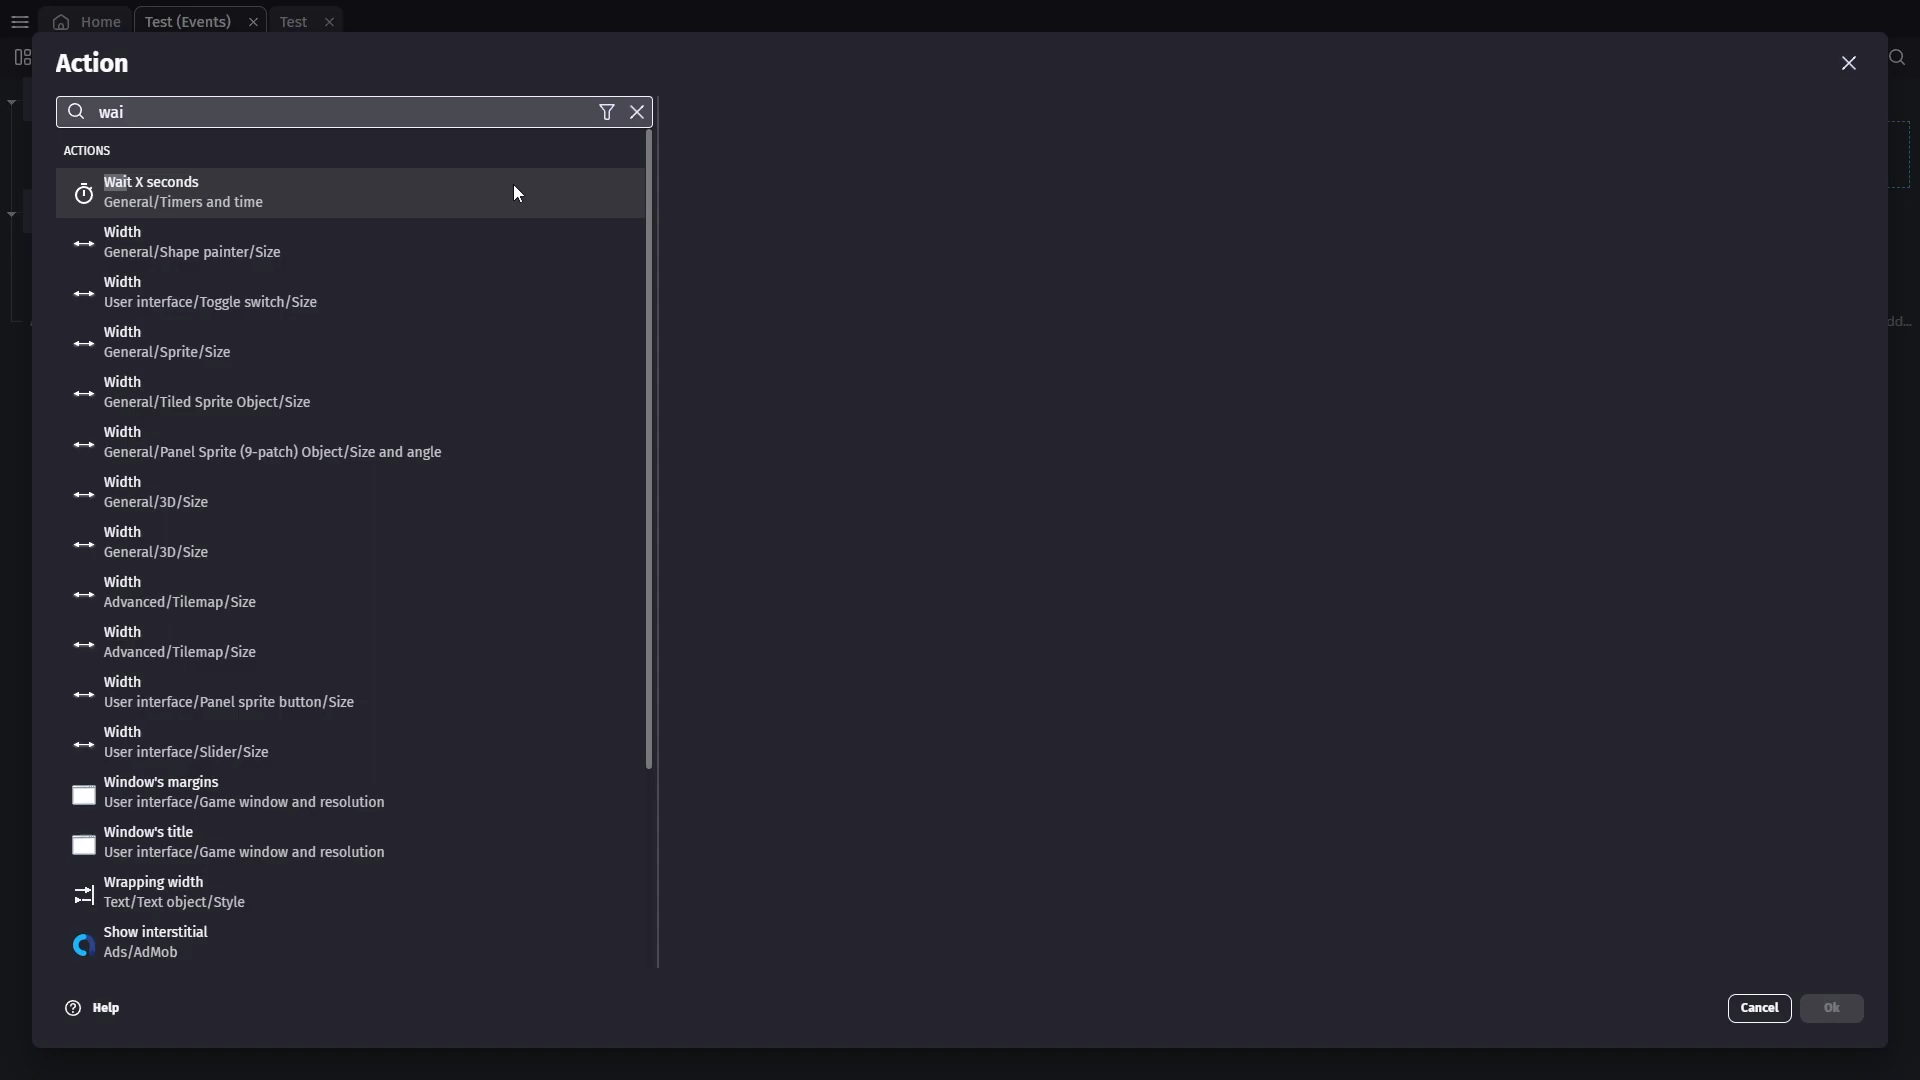 Home
Test (Events)
Test
Action
wai
ACTIONS
Wait X seconds
General/Timers and time
Width
General/Shape painter/Size
Width
User interface/Toggle switch/Size
Width
General/Sprite/Size
Width
General/Tiled Sprite Object/Size
Width
General/Panel Sprite (9-patch) Object/Size and angle
Width
General/3D/Size
Width
General/3D/Size
Width
Advanced/Tilemap/Size
Width
Advanced/Tilemap/Size
Width
User interface/Panel sprite button/Size
Width
User interface/Slider/Size
Window's margins
User interface/Game window and resolution
Window's title
User interface/Game window and resolution
Wrapping width
Text/Text object/Style
Show interstitial
Ads/AdMob
Help
Cancel
Ok